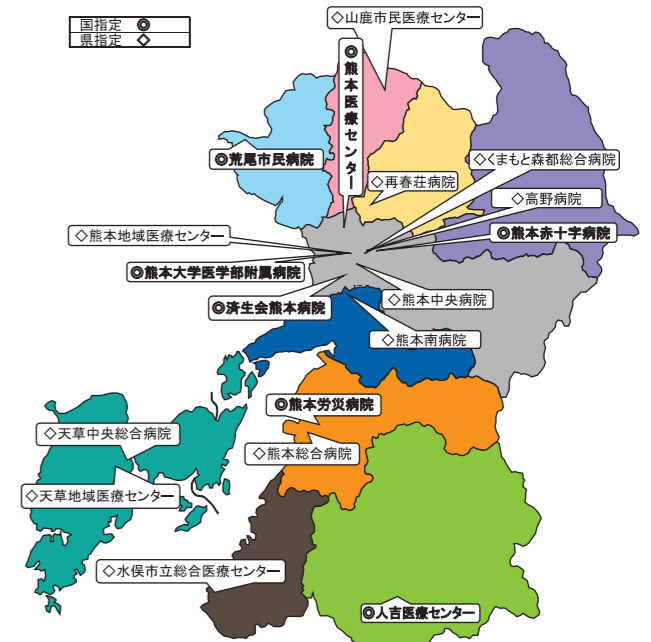 国指定 ◎
県指定 ◇
◇山鹿市民医療センター
◎熊本医療センター
◎荒尾市民病院
◇くまもと森都総合病院
◇再春荘病院
◇高野病院
◇熊本地域医療センター
◎熊本赤十字病院
◎熊本大学医学部附属病院
◎済生会熊本病院
◇熊本中央病院
◇熊本南病院
◎熊本労災病院
◇天草中央総合病院
◇熊本総合病院
◇天草地域医療センター
◇水俣市立総合医療センター
◎人吉医療センター